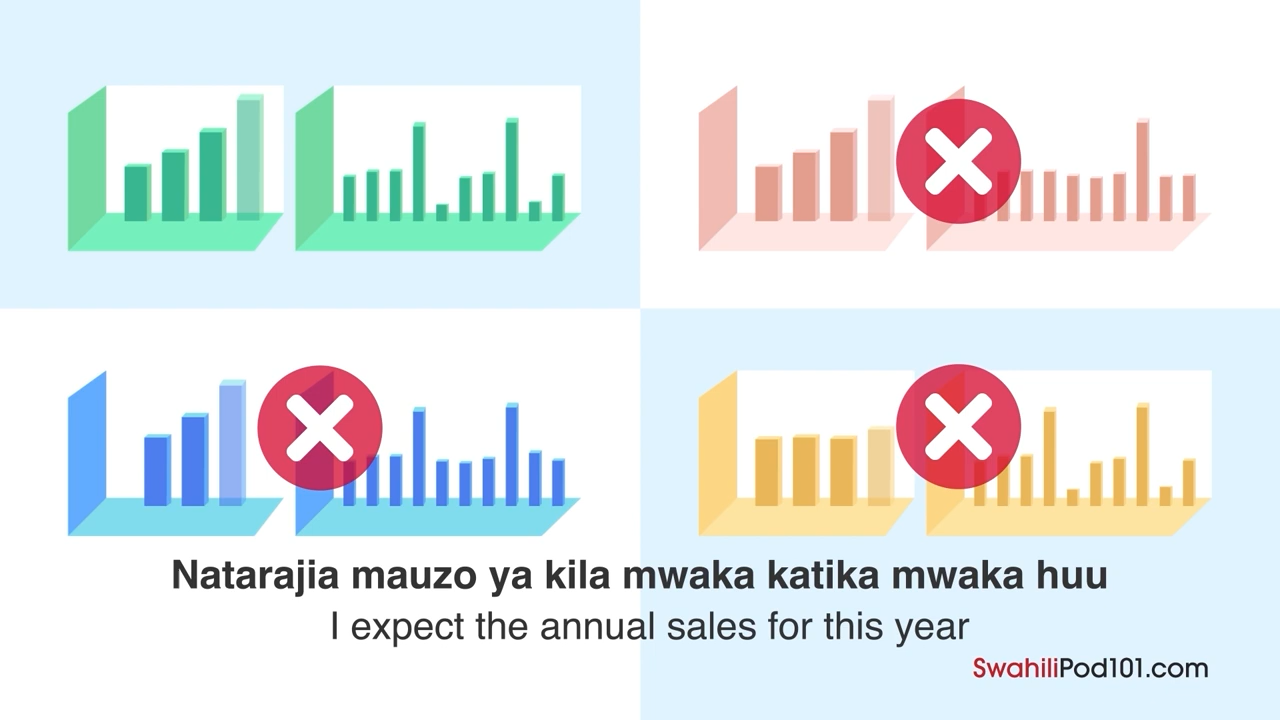 Natarajia mauzo ya kila mwaka katika mwaka huu
I expect the annual sales for this year
SwahiliPod101.com